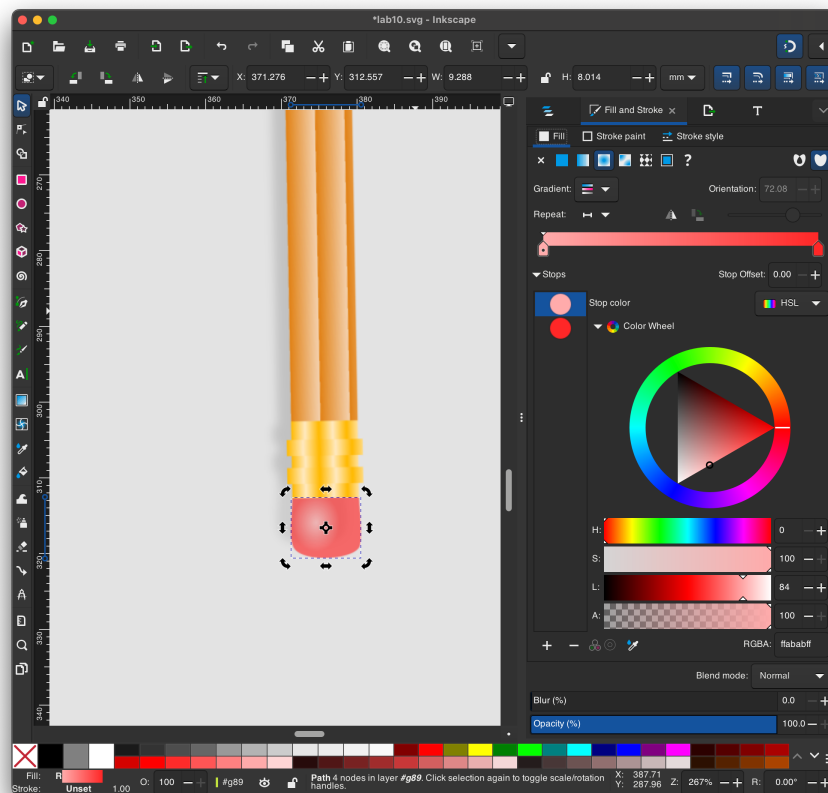 *lab10.svg - Inkscape
X: 371.276 Y: 312.557 W: 9.288 H: 8.014 mm
340 350 360 370 380 390
Fill and Stroke
Fill Stroke paint Stroke style
Gradient: Orientation: 72.08
Repeat:
Stops Stop Offset: 0.00
Stop color HSL
Color Wheel
270
280
290
300
310
320
330
340
H: 0
S: 100
L: 84
A: 100
RGBA: ffababff
Blend mode: Normal
Blur (%) 0.0
Opacity (%) 100.0
Fill: R O: 100 #g89 Path 4 nodes in layer #g89. Click selection again to toggle scale/rotation handles. X: 387.71 Z: 267% R: 0.00°
Stroke: Unset 1.00 Y: 287.96